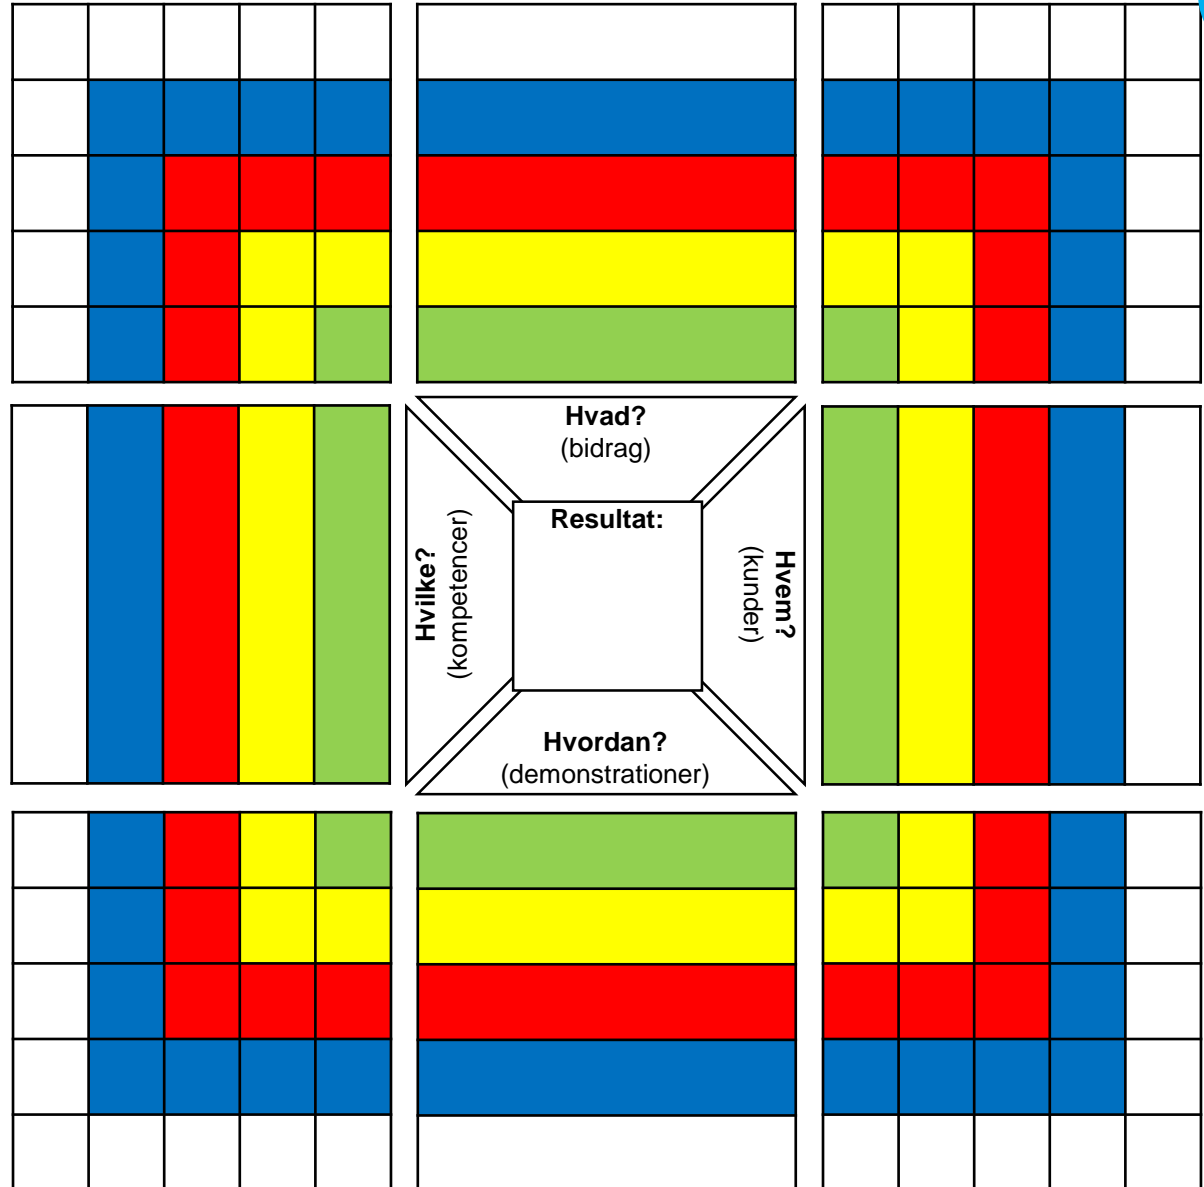 Hvad?
(bidrag)
Hvilke?
(kompetencer)
Resultat:
Hvem?
(kunder)
Hvordan?
(demonstrationer)